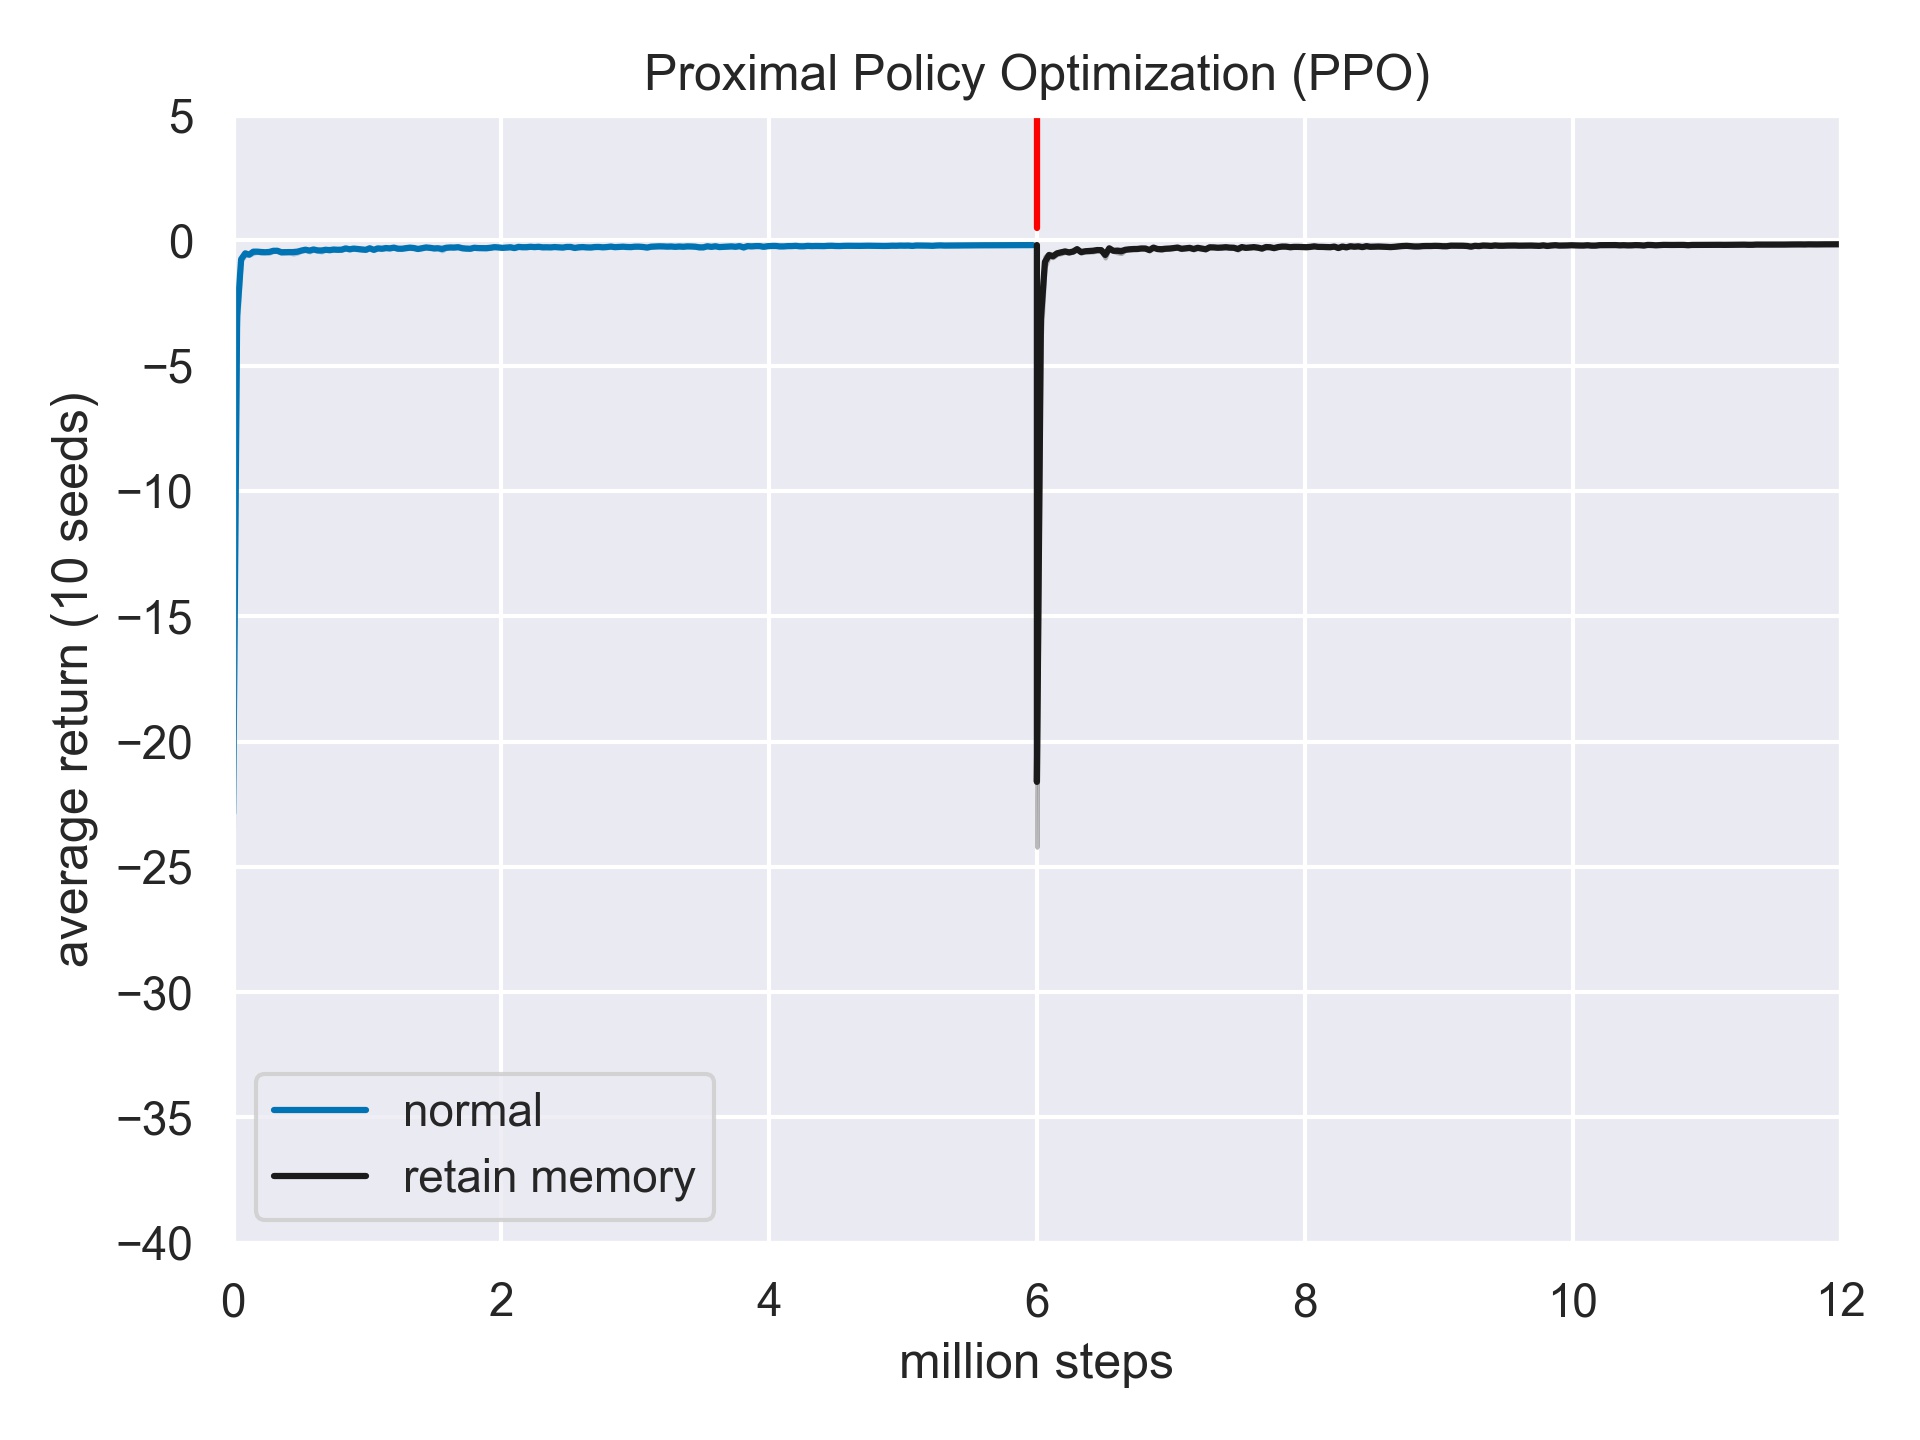 Proximal Policy Optimization (PPO)
5
0
−5
−10
−15
−20
−25
−30
−35
−40
average return (10 seeds)
normal
retain memory
0 2 4 6 8 10 12
million steps